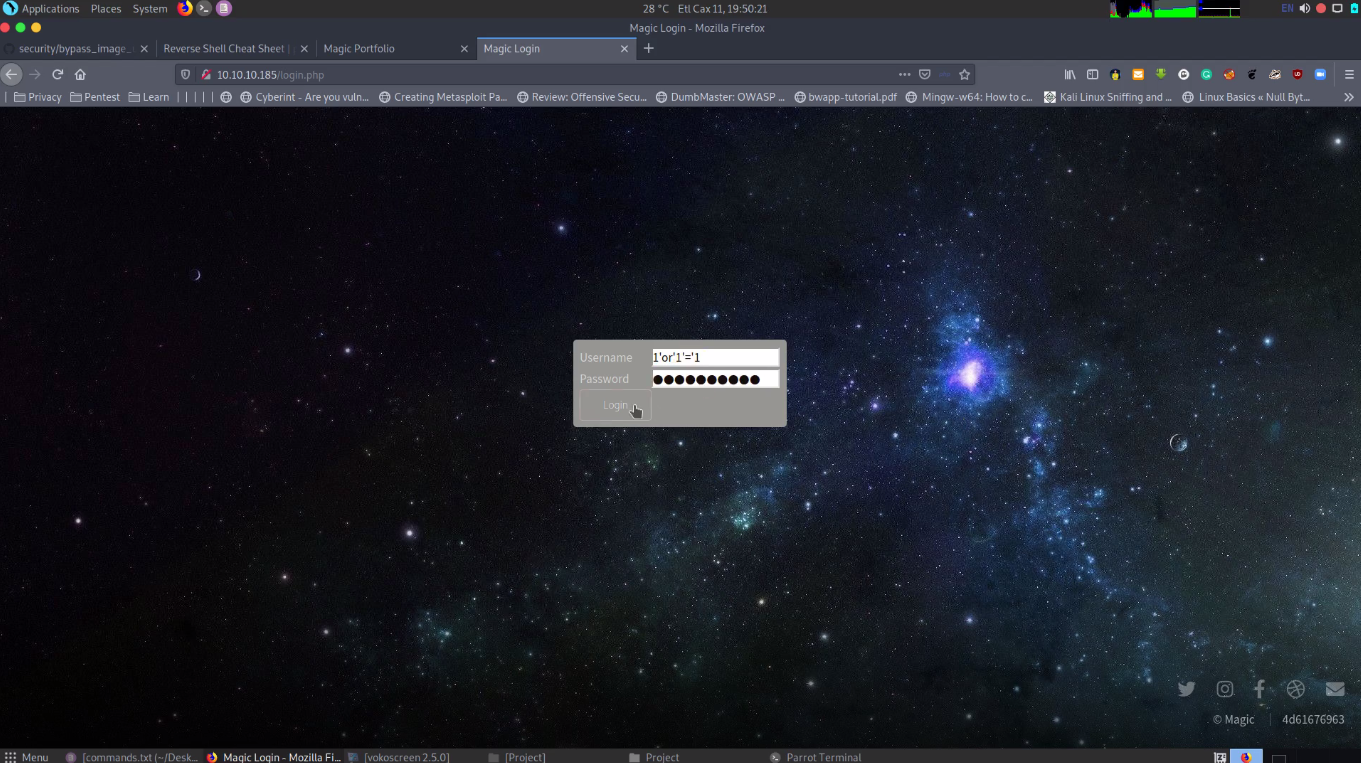 Applications Places System 28 °C Etl Cax 11, 19:50:21 EN
Magic Login - Mozilla Firefox
security/bypass_image_ Reverse Shell Cheat Sheet | Magic Portfolio Magic Login
10.10.10.185/login.php
Privacy Pentest Learn Cyberint - Are you vuln... Creating Metasploit Pa... Review: Offensive Secu... DumbMaster: OWASP ... bwapp-tutorial.pdf Mingw-w64: How to c... Kali Linux Sniffing and ... Linux Basics « Null Byt...
Username 1'or'1'='1
Password ●●●●●●●●●●
Login
© Magic 4d61676963
Menu [commands.txt (~/Desk... Magic Login - Mozilla Fi... [vokoscreen 2.5.0] [Project] Project Parrot Terminal